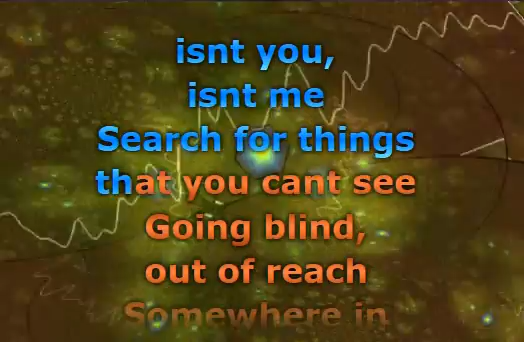 isnt you,
isnt me
Search for things
that you cant see
Going blind,
out of reach
Somewhere in